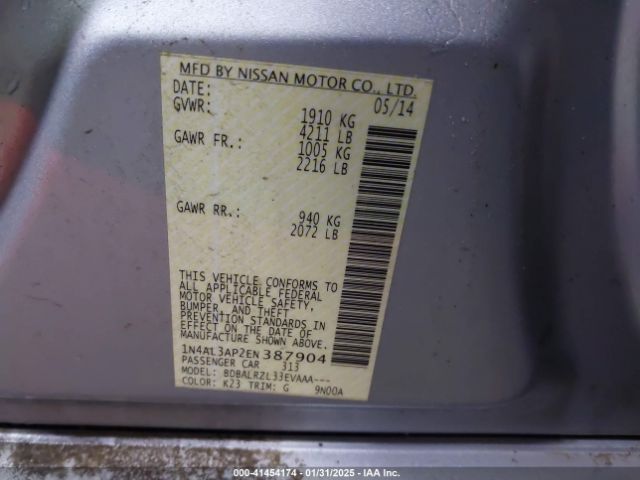 MFD BY NISSAN MOTOR CO., LTD.
DATE: 05/14
GVWR: 1910 KG
4211 LB
GAWR FR.: 1005 KG
2216 LB
GAWR RR.: 940 KG
2072 LB
THIS VEHICLE CONFORMS TO
ALL APPLICABLE FEDERAL
MOTOR VEHICLE SAFETY,
BUMPER, AND THEFT
PREVENTION STANDARDS IN
EFFECT ON THE DATE OF
MANUFACTURE SHOWN ABOVE.
1N4AL3AP2EN387904
PASSENGER CAR 313
MODEL: BDBALRZL33EVAAA---
COLOR: K23 TRIM: G 9N00A
000-41454174 | 01/31/2025 - IAA Inc.